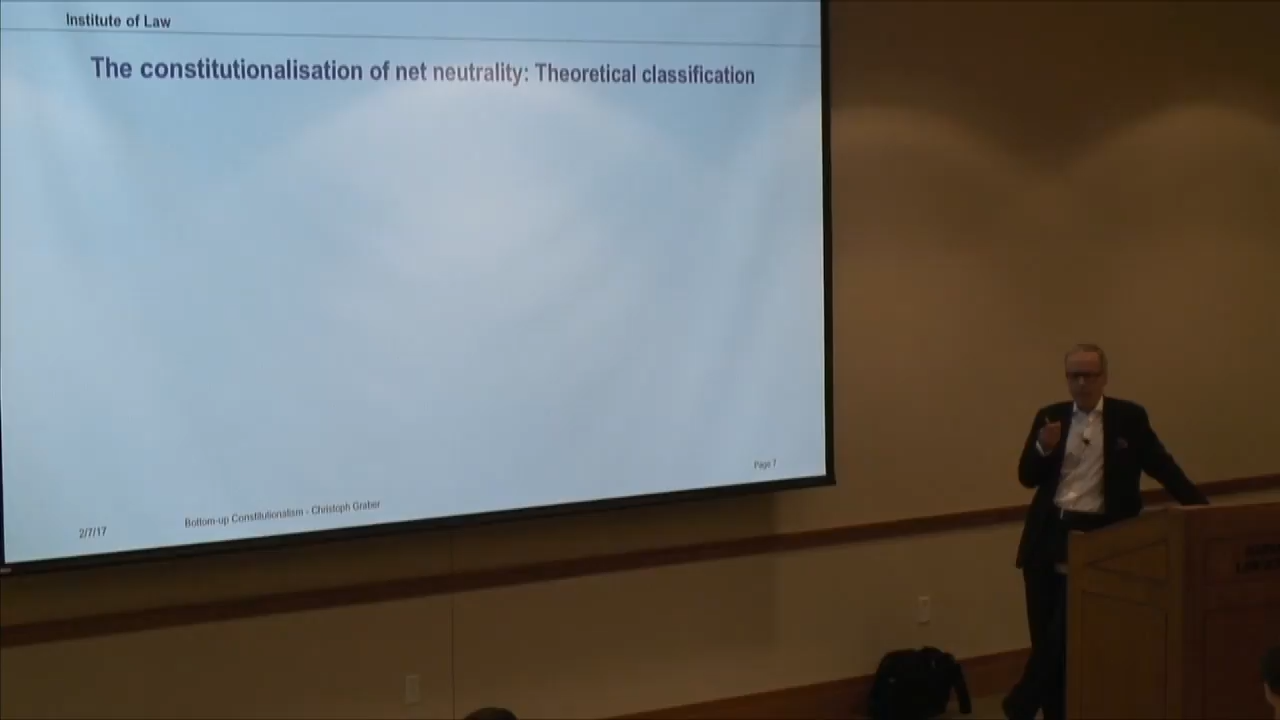 Institute of Law
The constitutionalisation of net neutrality: Theoretical classification
Page 7
Bottom-up Constitutionalism - Christoph Graber
2/7/17